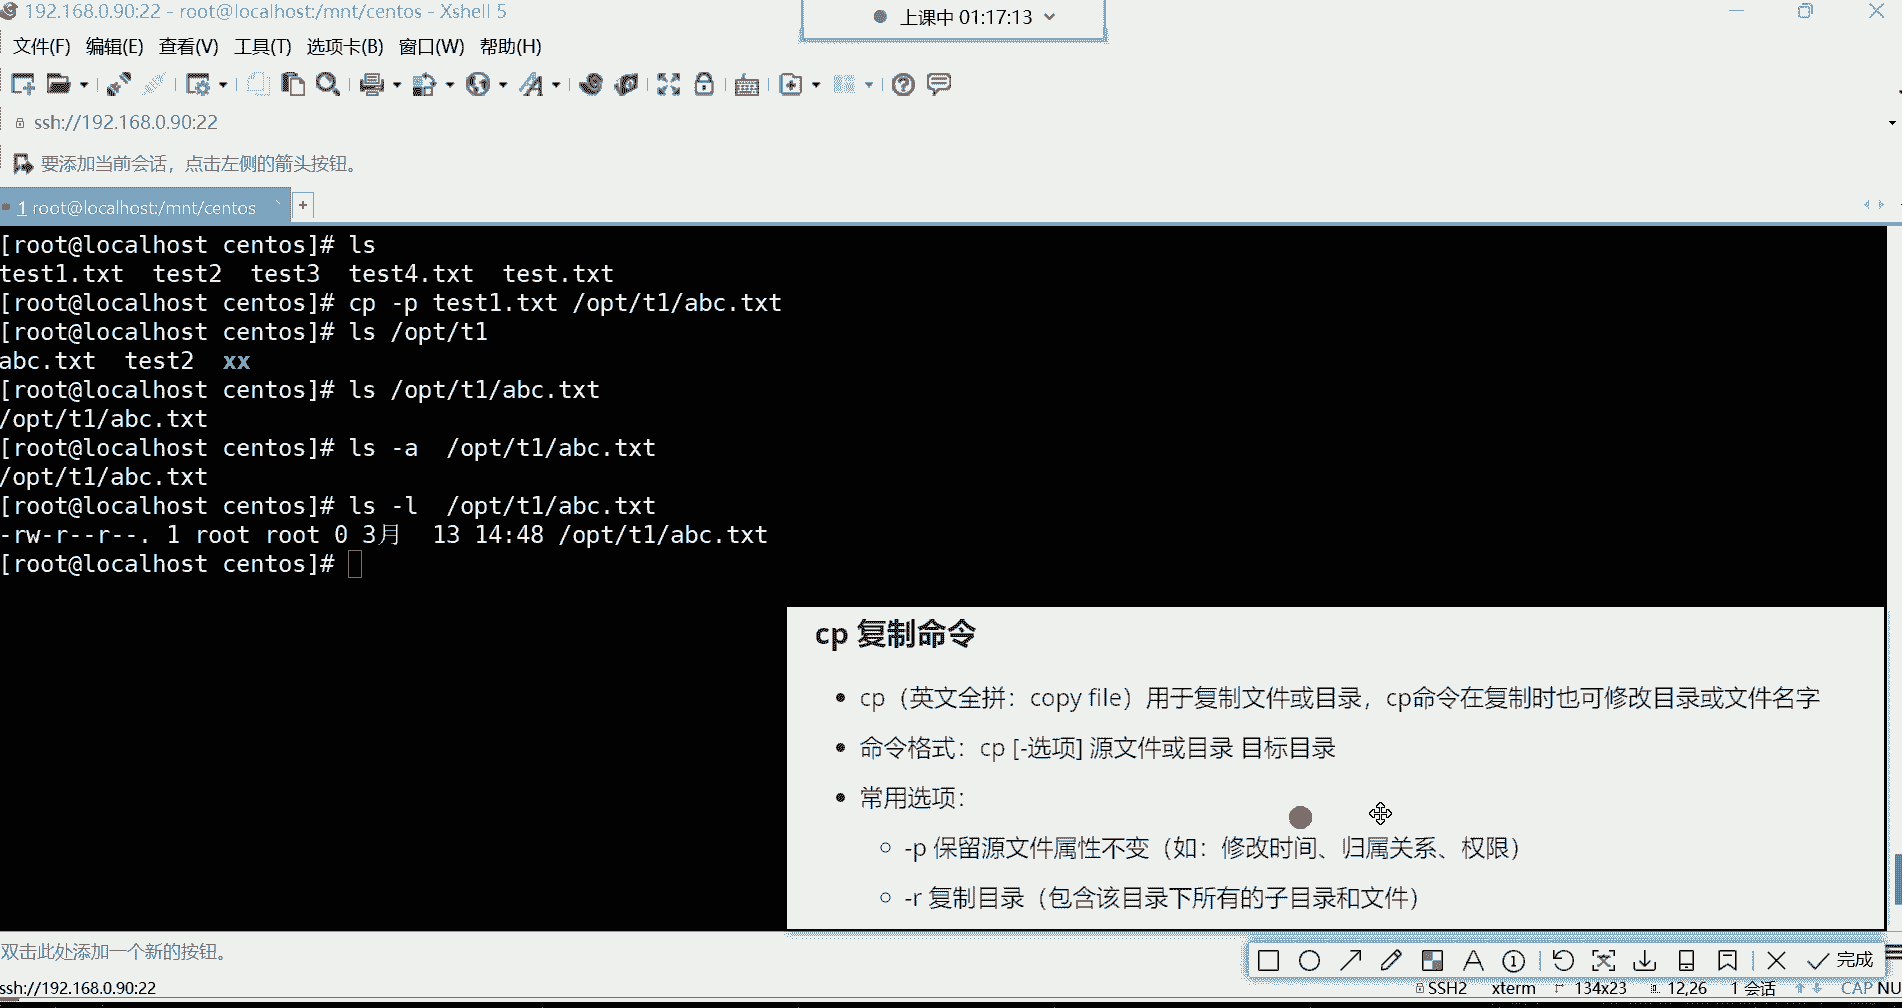 192.168.0.90:22 - root@localhost:/mnt/centos - Xshell 5
上课中 01:17:13
文件(F) 编辑(E) 查看(V) 工具(T) 选项卡(B) 窗口(W) 帮助(H)
ssh://192.168.0.90:22
要添加当前会话，点击左侧的箭头按钮。
1 root@localhost:/mnt/centos
[root@localhost centos]# ls
test1.txt  test2  test3  test4.txt  test.txt
[root@localhost centos]# cp -p test1.txt /opt/t1/abc.txt
[root@localhost centos]# ls /opt/t1
abc.txt  test2  xx
[root@localhost centos]# ls /opt/t1/abc.txt
/opt/t1/abc.txt
[root@localhost centos]# ls -a  /opt/t1/abc.txt
/opt/t1/abc.txt
[root@localhost centos]# ls -l  /opt/t1/abc.txt
-rw-r--r--. 1 root root 0 3月  13 14:48 /opt/t1/abc.txt
[root@localhost centos]#
cp 复制命令
cp（英文全拼：copy file）用于复制文件或目录，cp命令在复制时也可修改目录或文件名字
命令格式：cp [-选项] 源文件或目录 目标目录
常用选项：
-p 保留源文件属性不变（如：修改时间、归属关系、权限）
-r 复制目录（包含该目录下所有的子目录和文件）
双击此处添加一个新的按钮。
完成
ssh://192.168.0.90:22
SSH2 xterm 134x23 12,26 1 会话 CAP NU